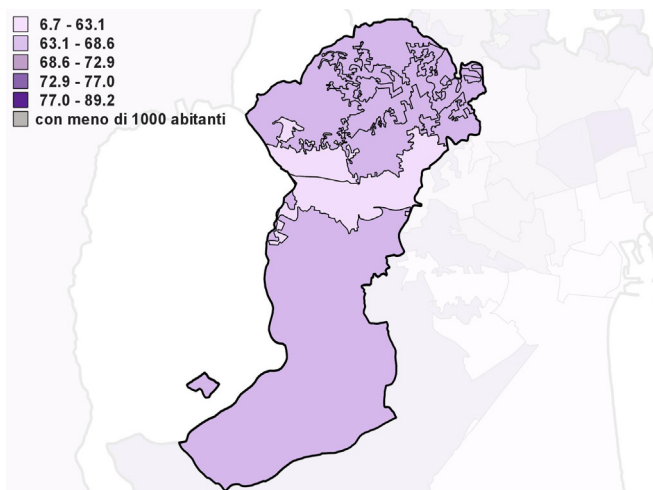 6.7 - 63.1
63.1 - 68.6
68.6 - 72.9
72.9 - 77.0
77.0 - 89.2
con meno di 1000 abitanti